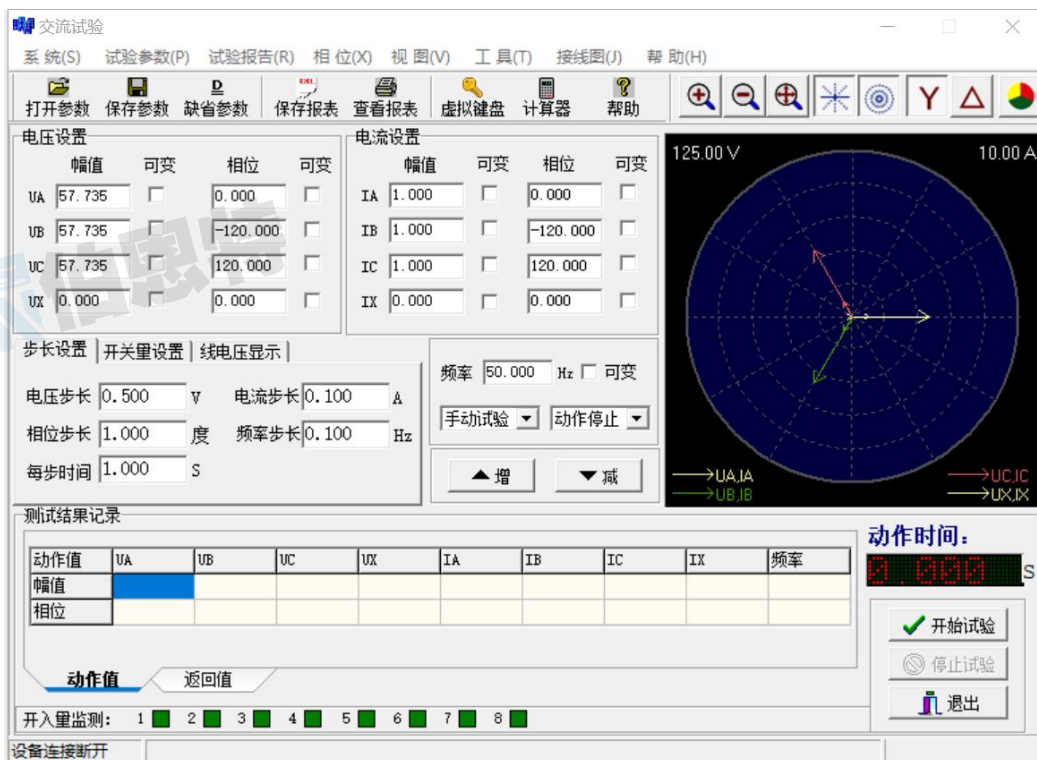 交流试验
系 统(S) 试验参数(P) 试验报告(R) 相 位(X) 视 图(V) 工 具(T) 接线图(J) 帮 助(H)
打开参数 保存参数 缺省参数 保存报表 查看报表 虚拟键盘 计算器 帮助
电压设置
幅值 可变 相位 可变
UA 57.735 0.000
UB 57.735 -120.000
UC 57.735 120.000
UX 0.000 0.000
电流设置
幅值 可变 相位 可变
IA 1.000 0.000
IB 1.000 -120.000
IC 1.000 120.000
IX 0.000 0.000
125.00 V 10.00 A
UA,IA UC,IC
UB,IB UX,IX
伯恩特
步长设置 开关量设置 线电压显示
电压步长 0.500 V 电流步长 0.100 A
相位步长 1.000 度 频率步长 0.100 Hz
每步时间 1.000 S
频率 50.000 Hz 可变
手动试验 动作停止
增 减
测试结果记录
动作值 UA UB UC UX IA IB IC IX 频率
幅值
相位
动作值 返回值
动作时间：
0.000 S
开始试验
停止试验
退出
开入量监测: 1 2 3 4 5 6 7 8
设备连接断开